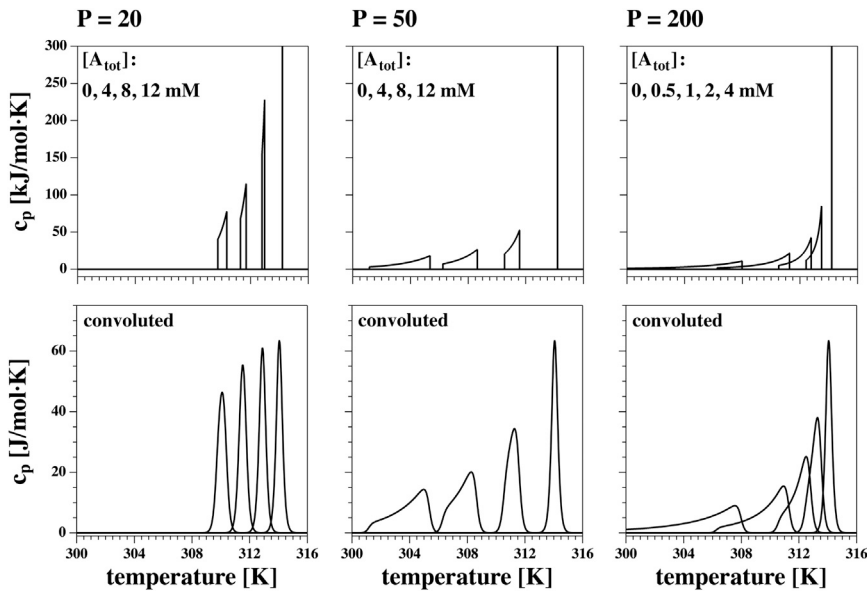 P = 20
P = 50
P = 200
[A_tot]:
0, 4, 8, 12 mM
[A_tot]:
0, 4, 8, 12 mM
[A_tot]:
0, 0.5, 1, 2, 4 mM
c_p [kJ/mol·K]
300
250
200
150
100
50
0
convoluted
convoluted
convoluted
c_p [J/mol·K]
60
40
20
0
300 304 308 312 316
300 304 308 312 316
300 304 308 312 316
temperature [K]
temperature [K]
temperature [K]